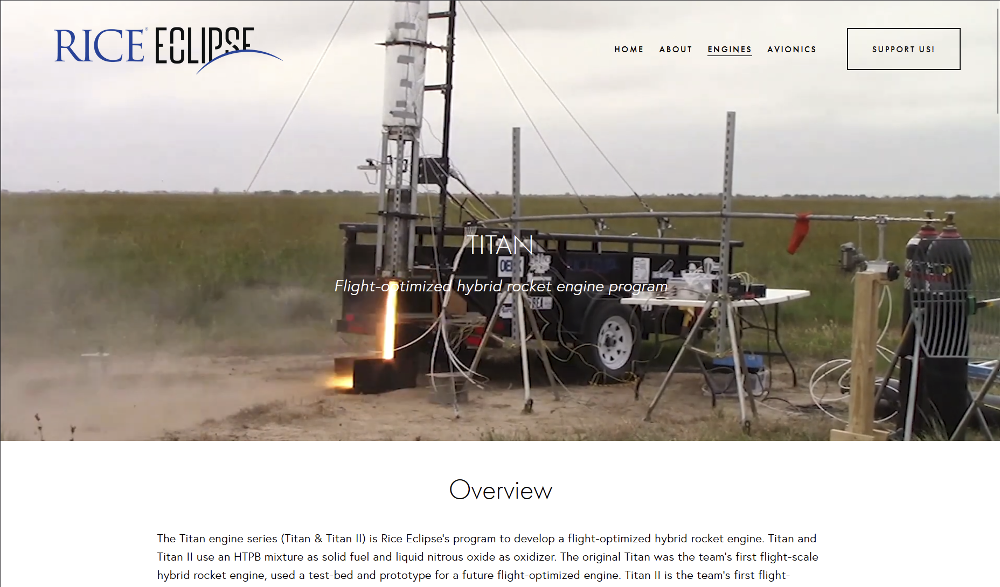 RICE® ECLIPSE
HOME ABOUT ENGINES AVIONICS SUPPORT US!
TITAN
Flight-optimized hybrid rocket engine program
Overview
The Titan engine series (Titan & Titan II) is Rice Eclipse's program to develop a flight-optimized hybrid rocket engine. Titan and
Titan II use an HTPB mixture as solid fuel and liquid nitrous oxide as oxidizer. The original Titan was the team's first flight-scale
hybrid rocket engine, used a test-bed and prototype for a future flight-optimized engine. Titan II is the team's first flight-